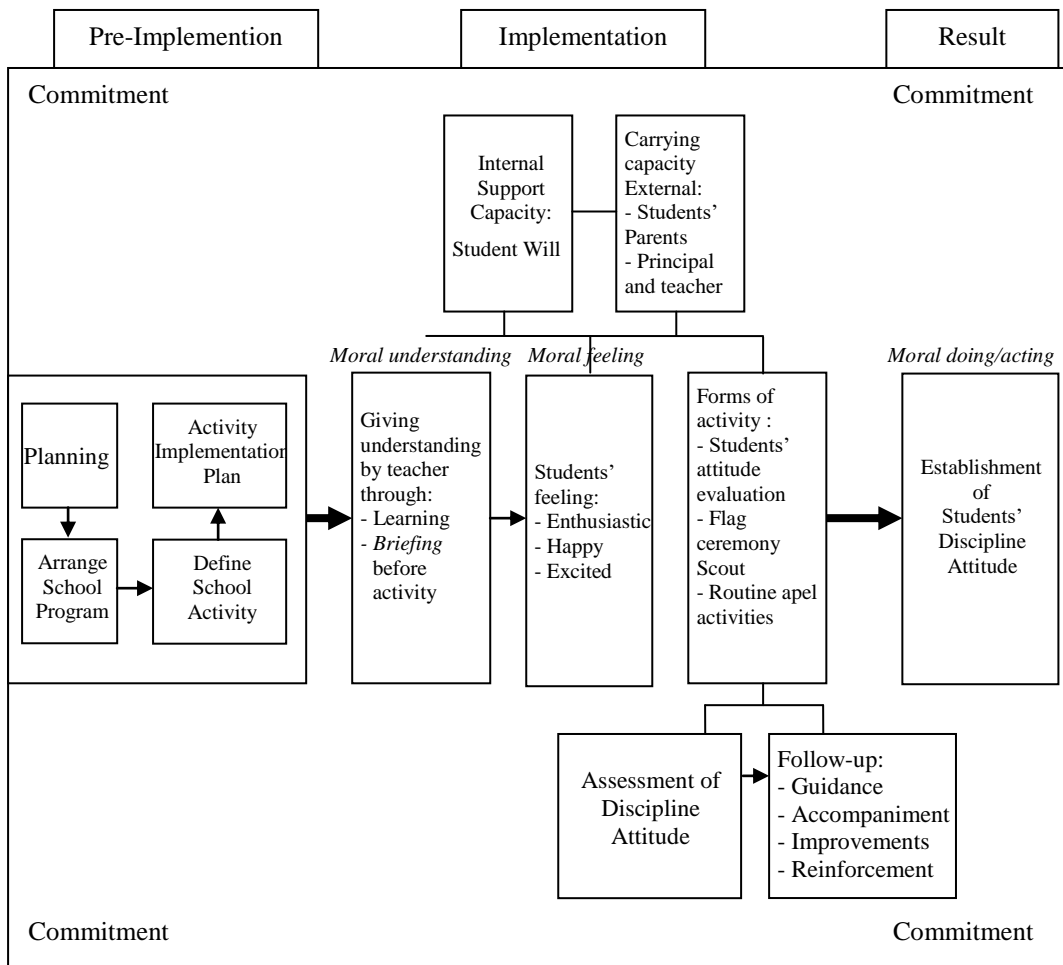 Pre-Implemention
Implementation
Result
Commitment
Commitment
Internal
Support
Capacity:
Student Will
Carrying
capacity
External:
- Students’
Parents
- Principal
and teacher
Moral understanding
Moral feeling
Moral doing/acting
Planning
Activity
Implementation
Plan
Arrange
School
Program
Define
School
Activity
Giving
understanding
by teacher
through:
- Learning
- Briefing
before
activity
Students’
feeling:
- Enthusiastic
- Happy
- Excited
Forms of
activity :
- Students’
attitude
evaluation
- Flag
ceremony
Scout
- Routine apel
activities
Establishment
of
Students’
Discipline
Attitude
Assessment of
Discipline
Attitude
Follow-up:
- Guidance
- Accompaniment
- Improvements
- Reinforcement
Commitment
Commitment